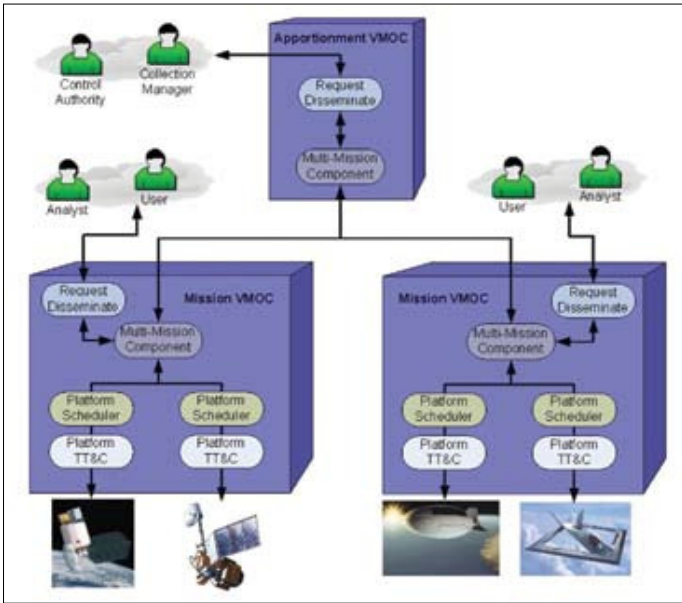 Apportionment VMOC
Control
Authority
Collection
Manager
Request
Disseminate
Multi-Mission
Component
Analyst
User
User
Analyst
Mission VMOC
Request
Disseminate
Multi-Mission
Component
Platform
Scheduler
Platform
Scheduler
Platform
TT&C
Platform
TT&C
Mission VMOC
Request
Disseminate
Multi-Mission
Component
Platform
Scheduler
Platform
Scheduler
Platform
TT&C
Platform
TT&C